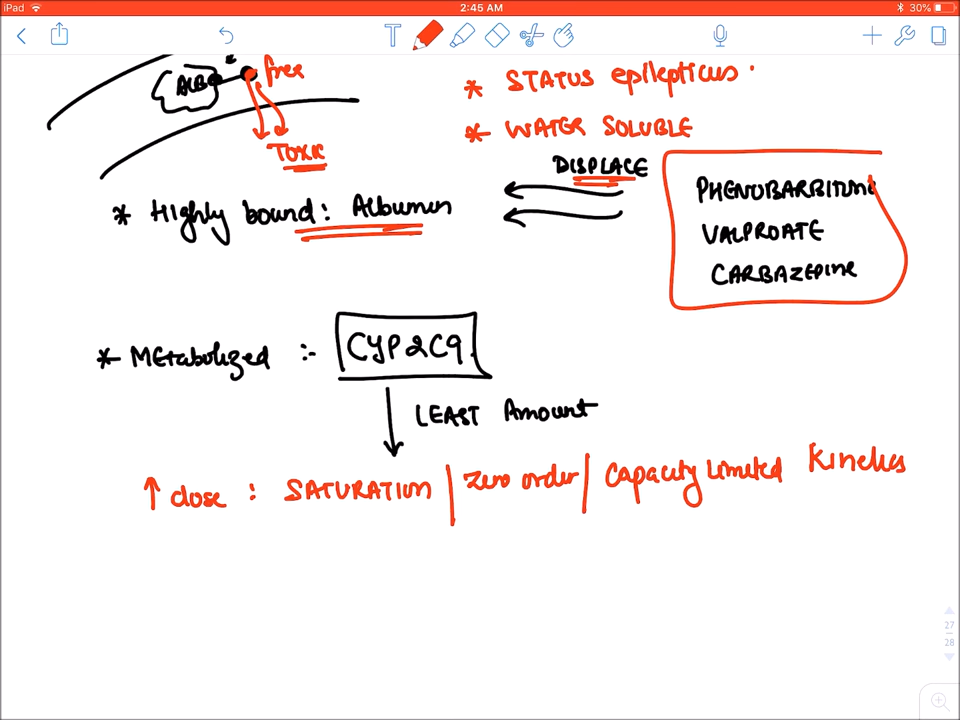 iPad 2:45 AM 30%
T
ALB free
* STATUS epilepticus
TOXIC
* WATER SOLUBLE
DISPLACE
PHENOBARBITONE
* Highly bound : Albumin
VALPROATE
CARBAZEPINE
* Metabolized :- CYP2C9
LEAST Amount
↑ dose : SATURATION | Zero order | Capacity Limited Kinetics
27
28